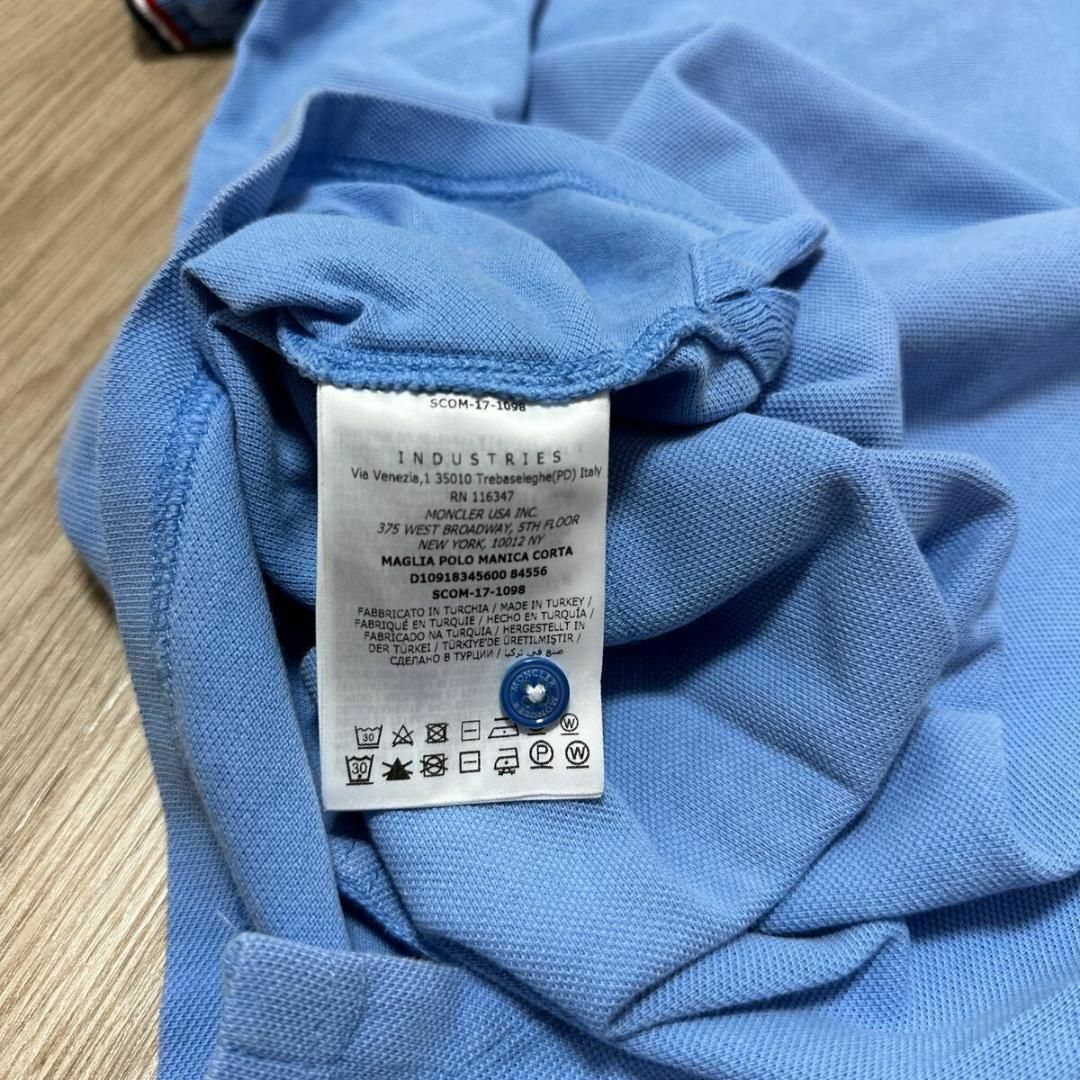 SCOM-17-1098
INDUSTRIES
Via Venezia,1 35010 Trebaseleghe(PD) Italy
RN 116347
MONCLER USA INC.
375 WEST BROADWAY, 5TH FLOOR
NEW YORK, 10012 NY
MAGLIA POLO MANICA CORTA
D10918345600 84556
SCOM-17-1098
FABBRICATO IN TURCHIA / MADE IN TURKEY /
FABRIQUÉ EN TURQUIE / HECHO EN TURQUÍA /
FABRICADO NA TURQUIA / HERGESTELLT IN
DER TÜRKEI / TÜRKIYE'DE ÜRETILMIŞTIR /
СДЕЛАНО В ТУРЦИИ / صنع في تركيا
MONCLER
MONCLER
30
W
30
P
W